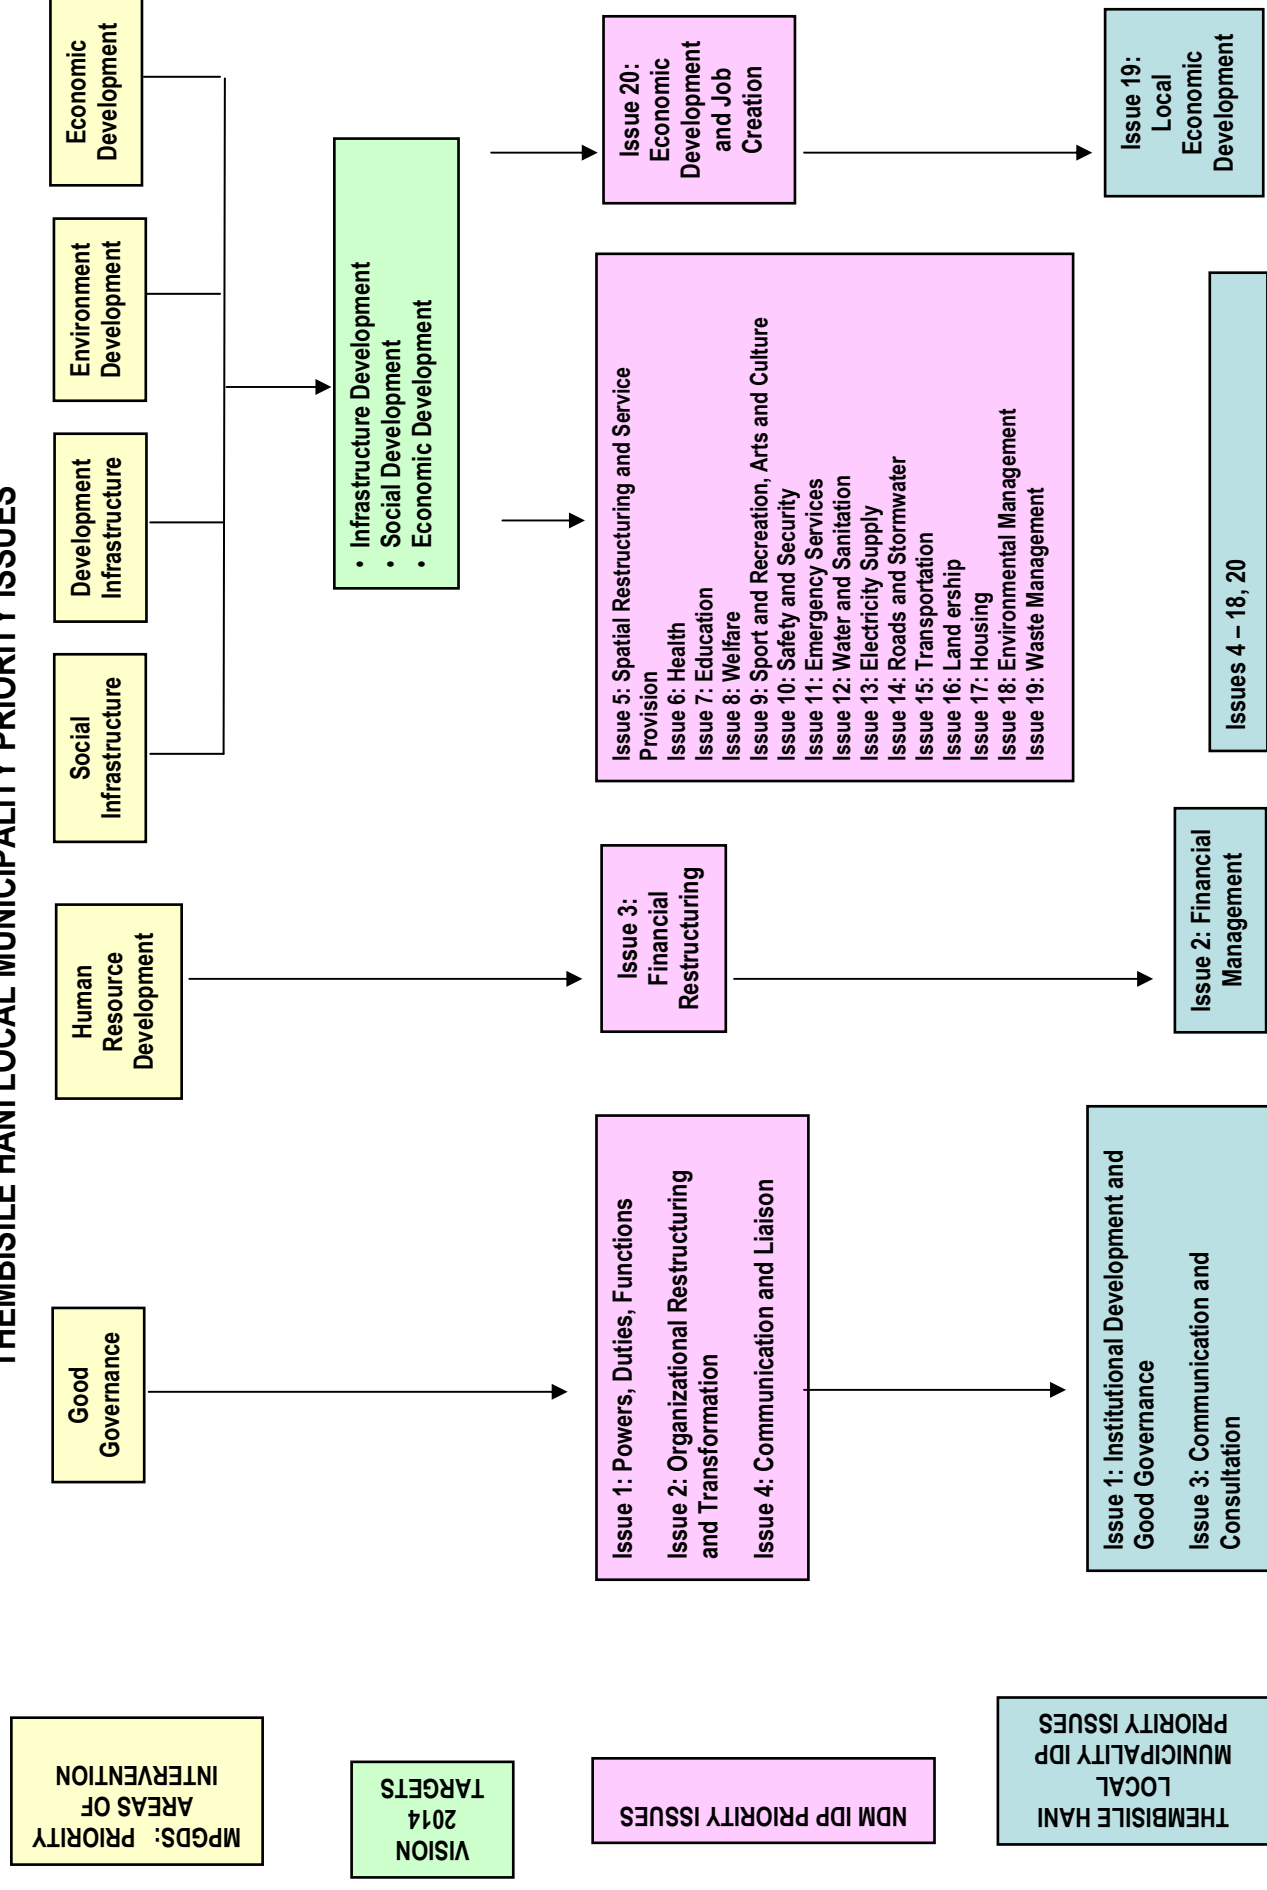 THEMBISILE HANI LOCAL MUNICIPALITY PRIORITY ISSUES
MPGDS: PRIORITY
AREAS OF
INTERVENTION
Good
Governance
Human
Resource
Development
Social
Infrastructure
Development
Infrastructure
Environment
Development
Economic
Development
VISION
2014
TARGETS
• Infrastructure Development
• Social Development
• Economic Development
NDM IDP PRIORITY ISSUES
Issue 1: Powers, Duties, Functions
Issue 2: Organizational Restructuring
and Transformation
Issue 4: Communication and Liaison
Issue 3:
Financial
Restructuring
Issue 5: Spatial Restructuring and Service
Provision
Issue 6: Health
Issue 7: Education
Issue 8: Welfare
Issue 9: Sport and Recreation, Arts and Culture
Issue 10: Safety and Security
Issue 11: Emergency Services
Issue 12: Water and Sanitation
Issue 13: Electricity Supply
Issue 14: Roads and Stormwater
Issue 15: Transportation
Issue 16: Land ership
Issue 17: Housing
Issue 18: Environmental Management
Issue 19: Waste Management
Issue 20:
Economic
Development
and Job
Creation
THEMBISILE HANI
LOCAL
MUNICIPALITY IDP
PRIORITY ISSUES
Issue 1: Institutional Development and
Good Governance
Issue 3: Communication and
Consultation
Issue 2: Financial
Management
Issues 4 – 18, 20
Issue 19:
Local
Economic
Development